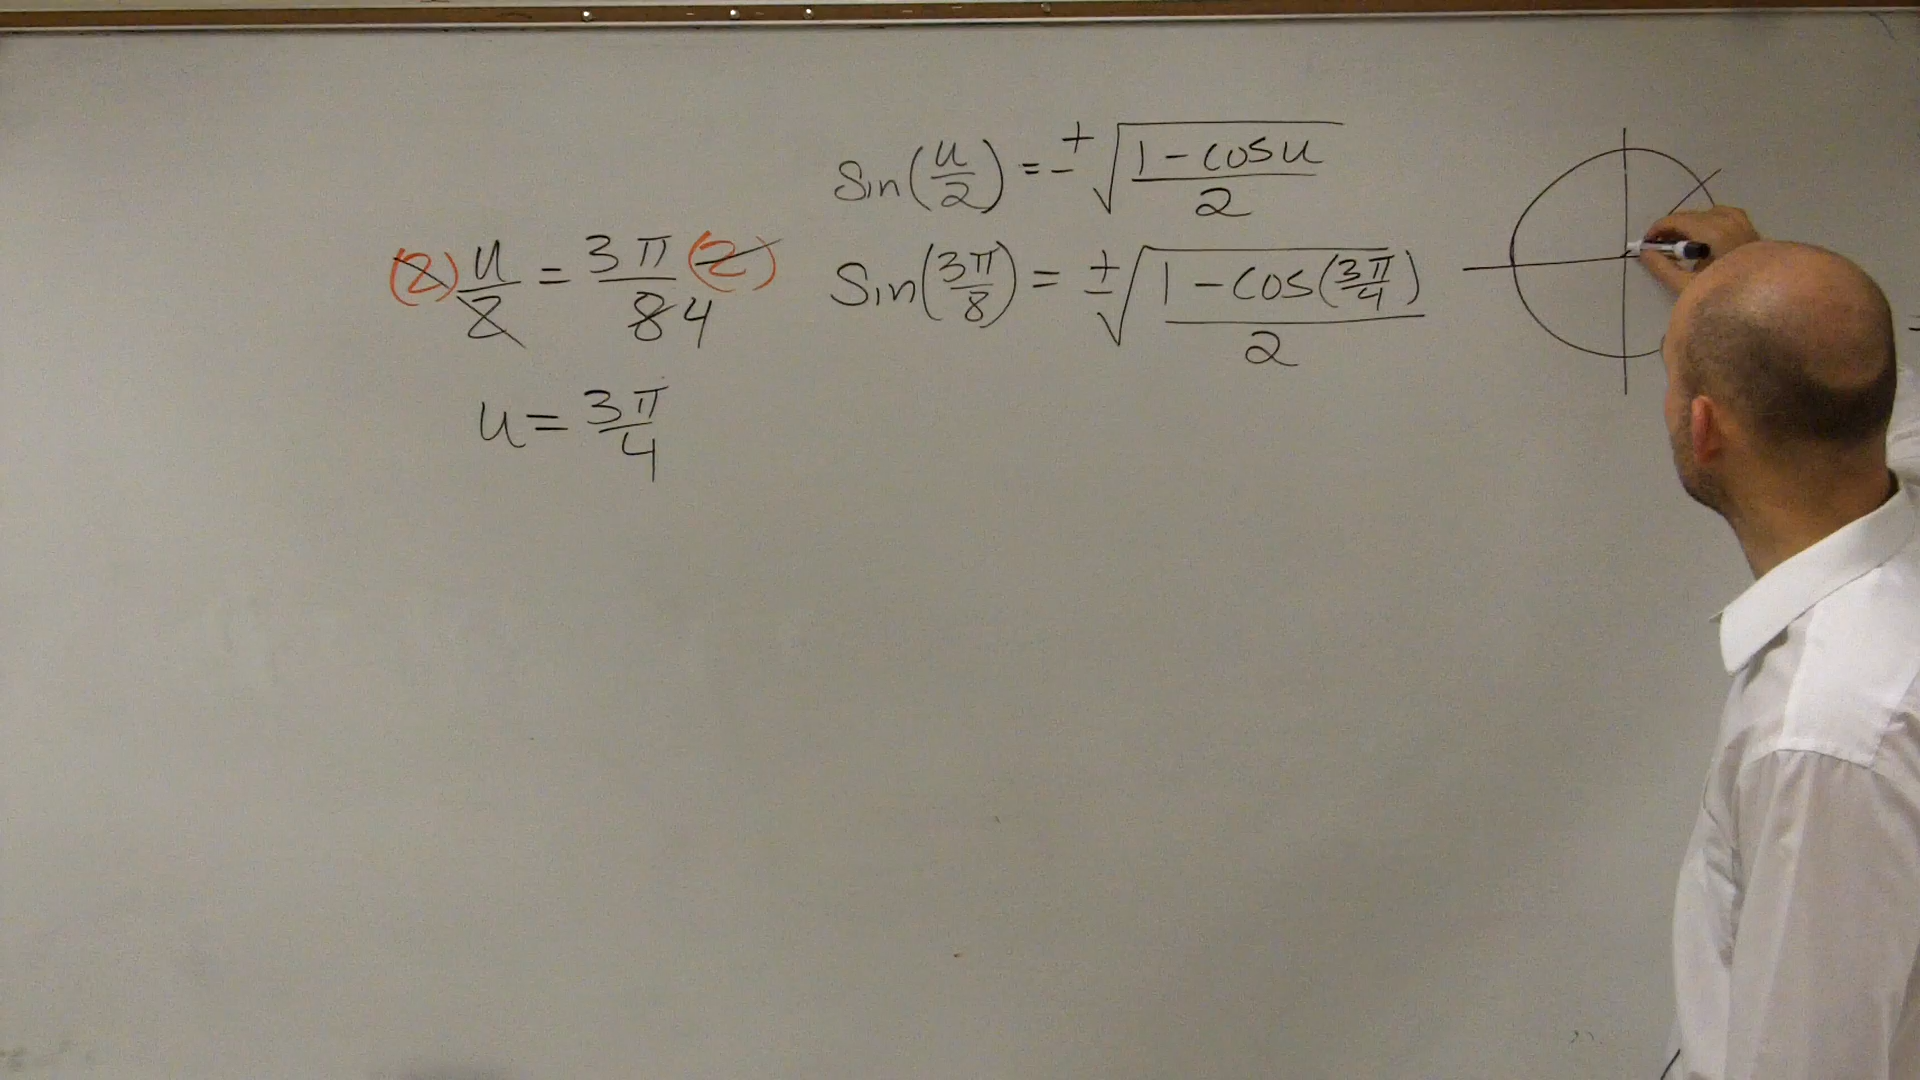 sin(u/2) = ± √((1 - cos u)/2)
(2) u/2 = 3π/8 (2) 4
sin(3π/8) = ± √((1 - cos(3π/4))/2)
u = 3π/4